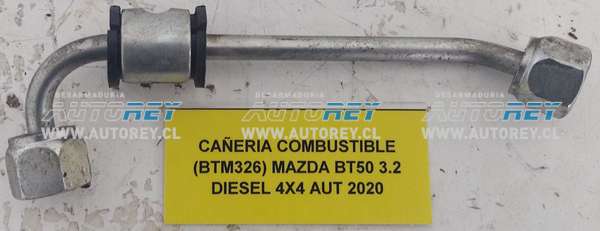 DESARMADURIA DESARMADURIA DESARMADURIA
AUTOREY AUTOREY AUTOREY
WWW.AUTOREY.CL WWW.AUTOREY.CL WWW.AUTOREY.CL
CAÑERIA COMBUSTIBLE
(BTM326) MAZDA BT50 3.2
DIESEL 4X4 AUT 2020